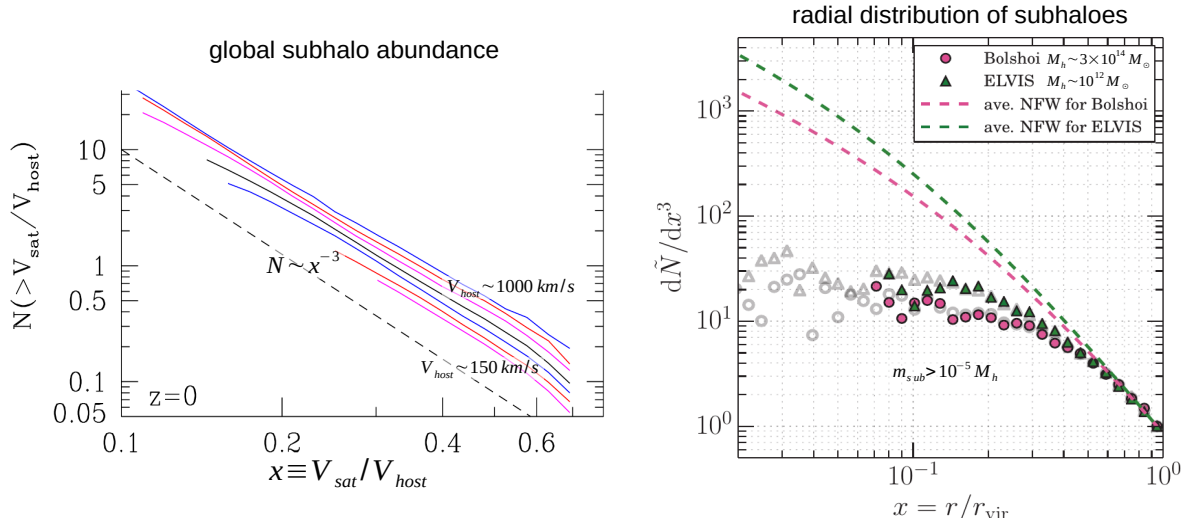 global subhalo abundance
N(>V_sat/V_host)
10
5
1
0.5
0.1
0.05
N~x^-3
V_host~1000 km/s
V_host~150 km/s
z=0
0.1 0.2 0.4 0.6
x≡V_sat/V_host
radial distribution of subhaloes
Bolshoi M_h~3×10^14 M_⊙
ELVIS M_h~10^12 M_⊙
ave. NFW for Bolshoi
ave. NFW for ELVIS
dÑ/dx^3
10^3
10^2
10^1
10^0
m_sub>10^-5 M_h
10^-1 10^0
x = r/r_vir